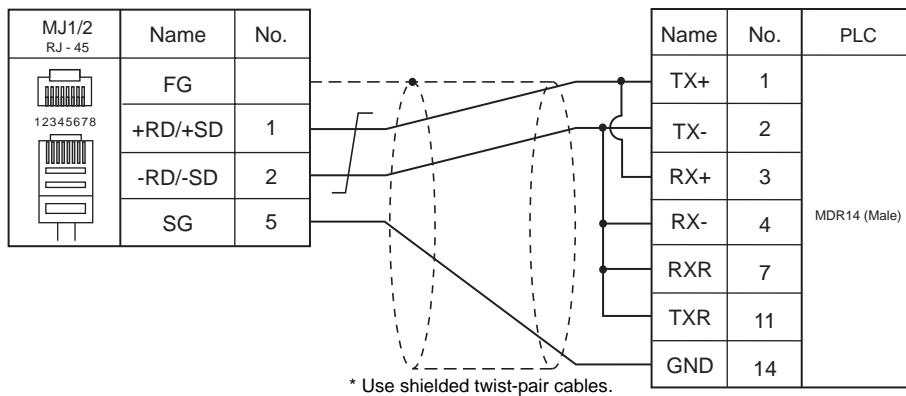 MJ1/2 Name No.
RJ - 45
FG
12345678
+RD/+SD 1
-RD/-SD 2
SG 5
Name No. PLC
TX+ 1
TX- 2
RX+ 3
RX- 4
MDR14 (Male)
RXR 7
TXR 11
GND 14
* Use shielded twist-pair cables.